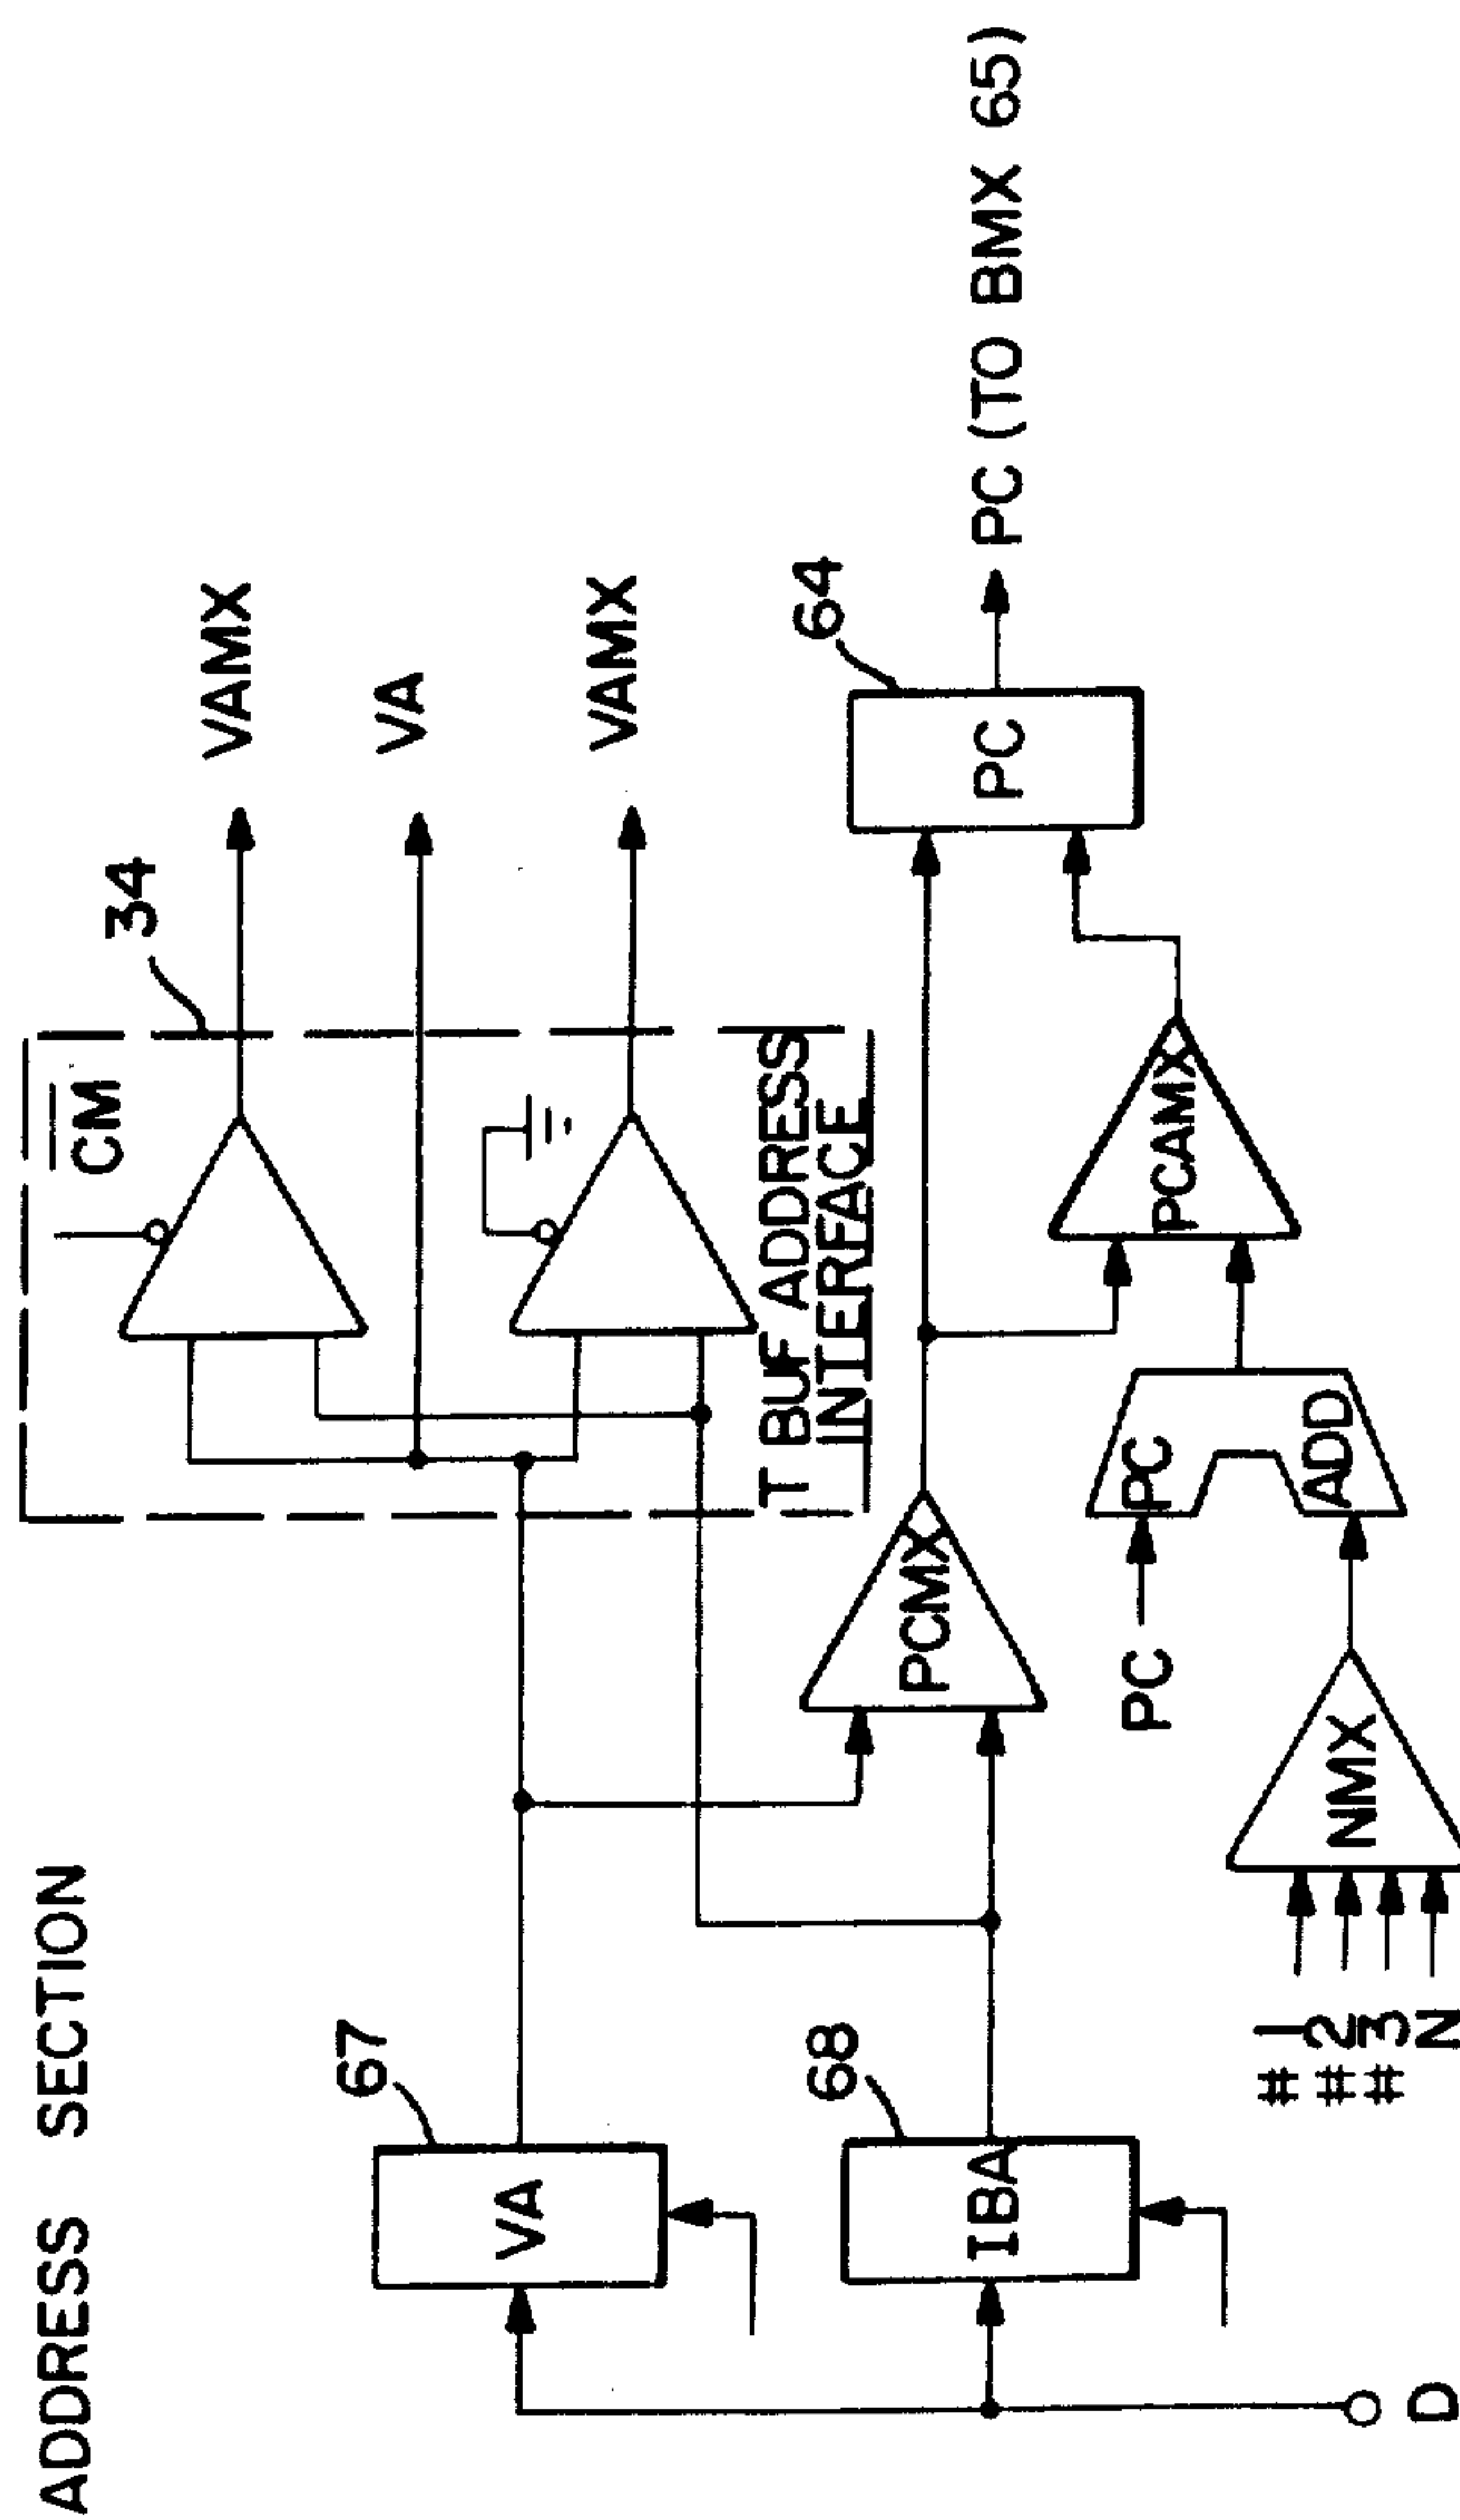 ADDRESS SECTION
CM
34
VAMX
VA
VAMX
67
VA
T BUF ADDRESS
INTERFACE
64
PC
PC (TO BMX 65)
68
IBA
PCMX
PCAMX
PC
PC
ADD
NMX
#1
#2
#3
N
D